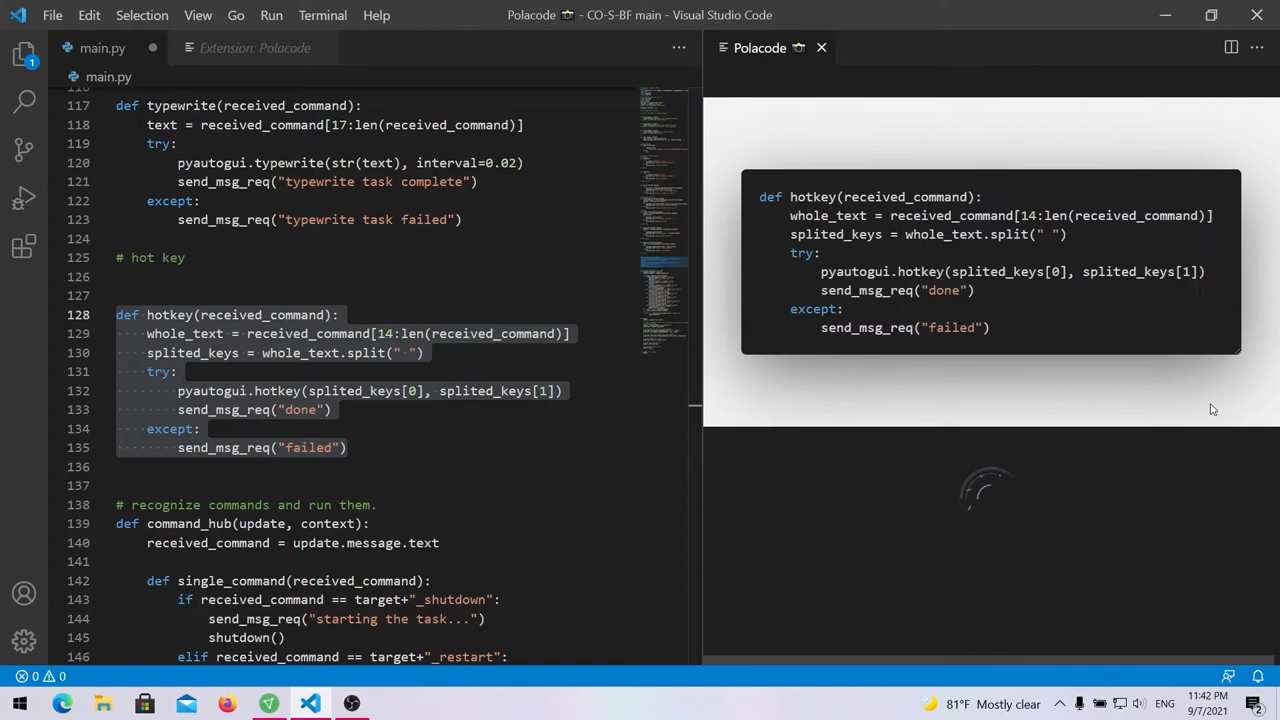 File Edit Selection View Go Run Terminal Help
Polacode 📸 - CO-S-BF main - Visual Studio Code
main.py
Extension: Polacode
main.py
116
117 def typewrite(received_command):
118 text = received_command[17:len(received_command)]
119 try:
120 pyautogui.typewrite(str(text), interval=0.02)
121 send_msg_req("typewrite task complete")
122 except:
123 send_msg_req("typewrite task failed")
124
125 # hot key
126
127
128 def hotkey(received_command):
129 whole_text = received_command[14:len(received_command)]
130 splited_keys = whole_text.split(" ")
131 try:
132 pyautogui.hotkey(splited_keys[0], splited_keys[1])
133 send_msg_req("done")
134 except:
135 send_msg_req("failed")
136
137
138 # recognize commands and run them.
139 def command_hub(update, context):
140 received_command = update.message.text
141
142 def single_command(received_command):
143 if received_command == target+"_shutdown":
144 send_msg_req("starting the task...")
145 shutdown()
146 elif received_command == target+"_restart":
Polacode 📸
def hotkey(received_command):
whole_text = received_command[14:len(received_command)]
splited_keys = whole_text.split(" ")
try:
pyautogui.hotkey(splited_keys[0], splited_keys[1])
send_msg_req("done")
except:
send_msg_req("failed")
1
0 0
81°F Mostly clear
ENG
11:42 PM
9/7/2021
2